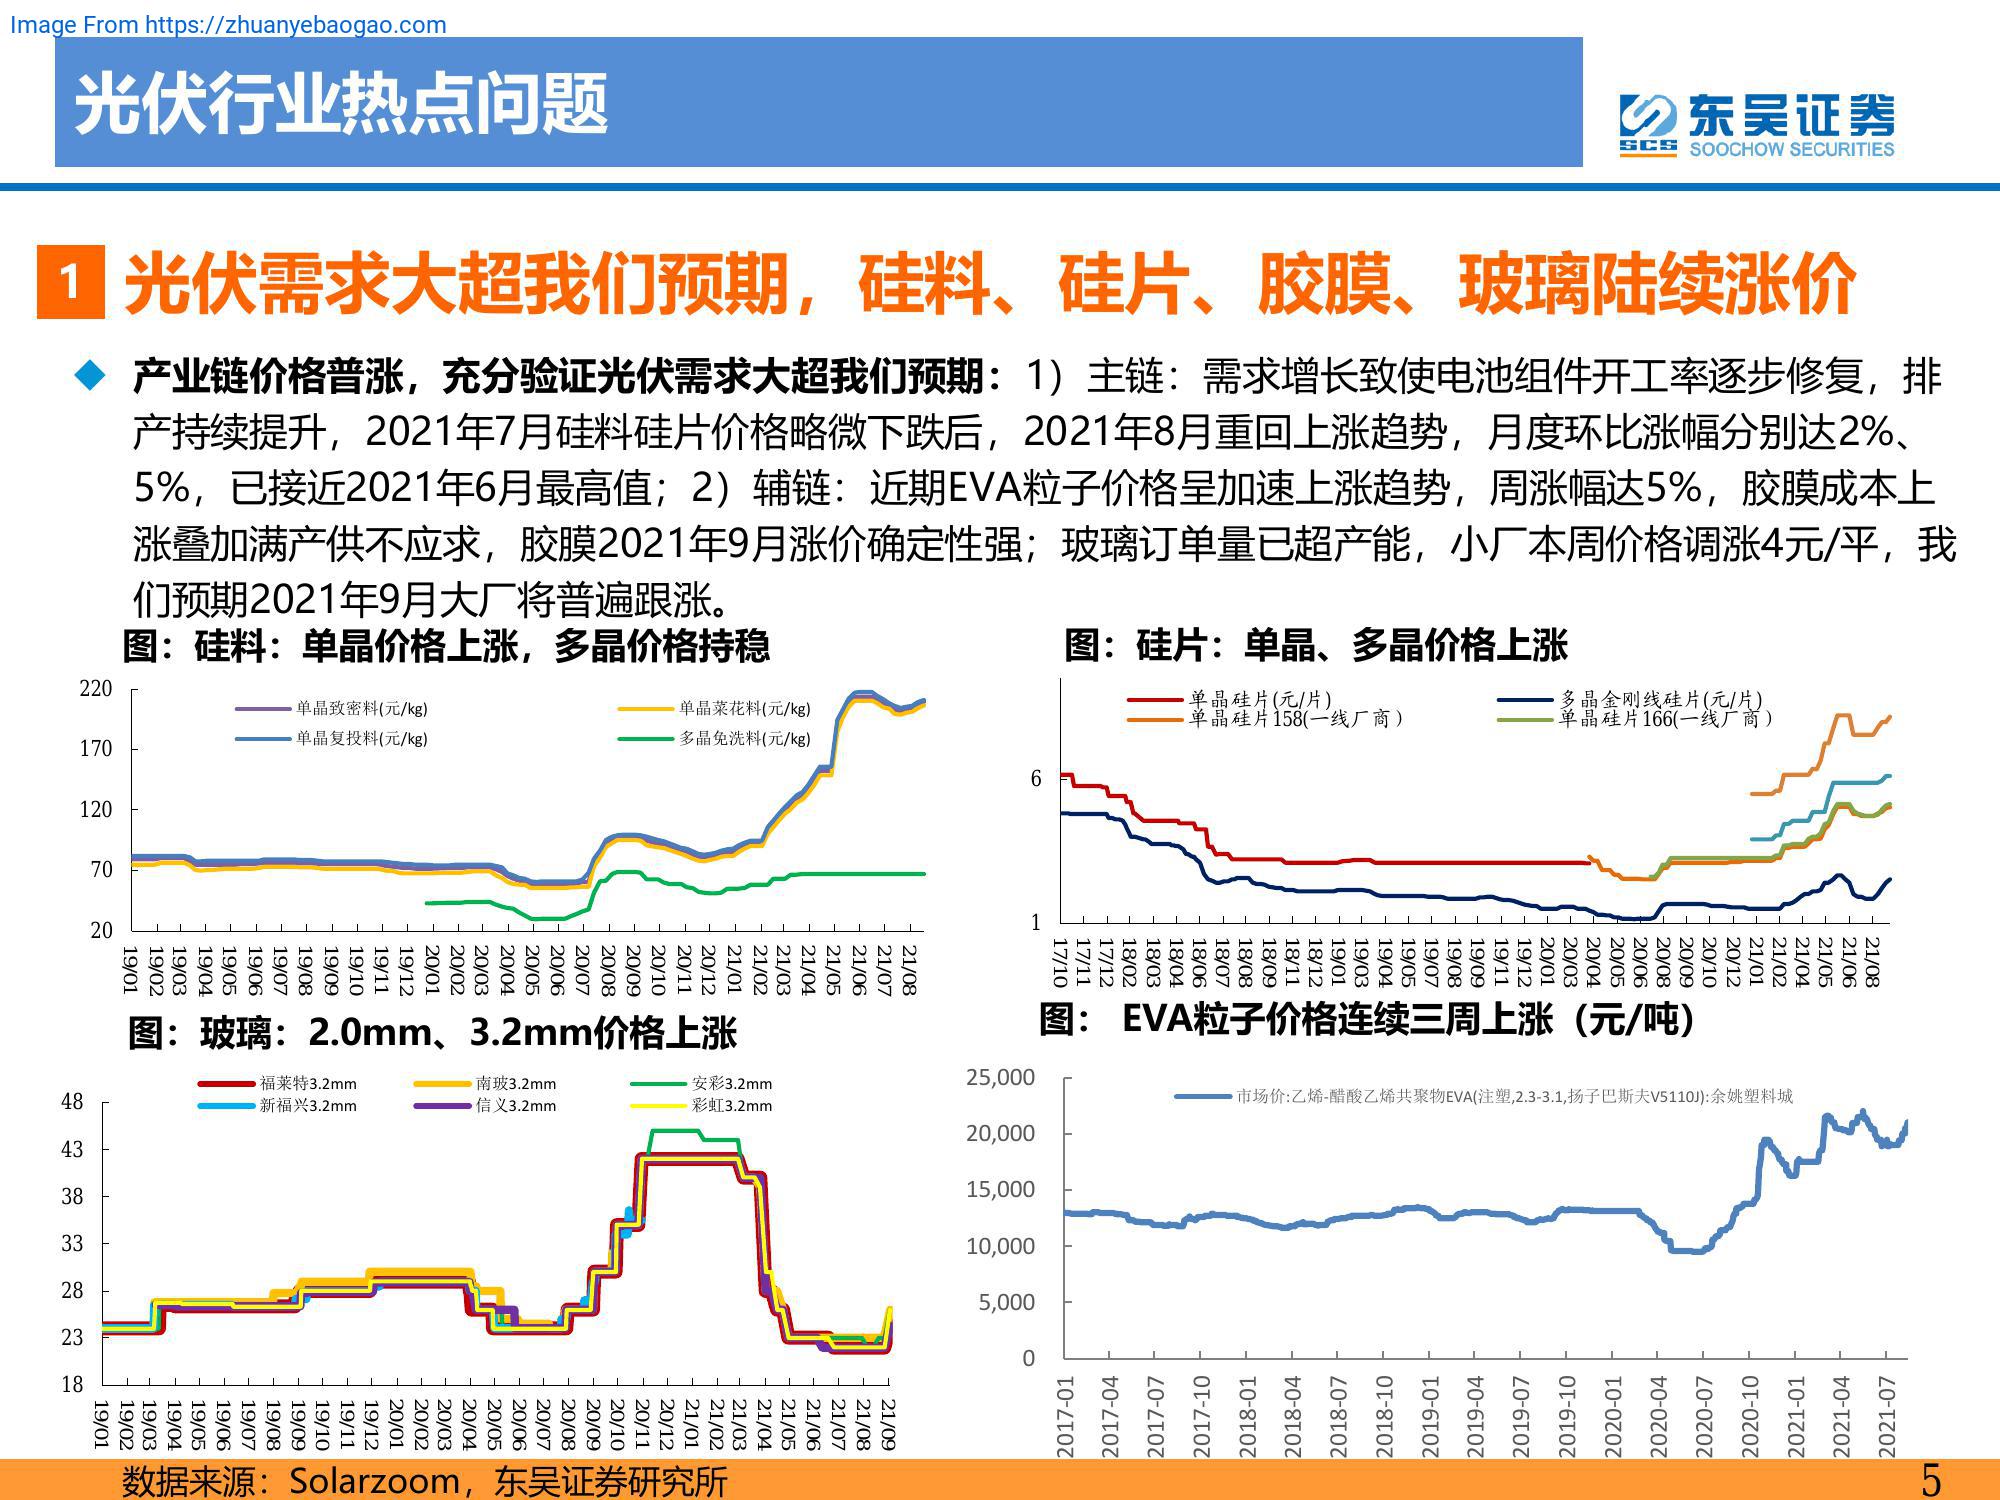 Image From https://zhuanyebaogao.com
光伏行业热点问题
SCS
东吴证券
SOOCHOW SECURITIES
1 光伏需求大超我们预期，硅料、硅片、胶膜、玻璃陆续涨价
◆ 产业链价格普涨，充分验证光伏需求大超我们预期：1）主链：需求增长致使电池组件开工率逐步修复，排
产持续提升，2021年7月硅料硅片价格略微下跌后，2021年8月重回上涨趋势，月度环比涨幅分别达2%、
5%，已接近2021年6月最高值；2）辅链：近期EVA粒子价格呈加速上涨趋势，周涨幅达5%，胶膜成本上
涨叠加满产供不应求，胶膜2021年9月涨价确定性强；玻璃订单量已超产能，小厂本周价格调涨4元/平，我
们预期2021年9月大厂将普遍跟涨。
图：硅料：单晶价格上涨，多晶价格持稳
220
170
120
70
20
单晶致密料(元/kg)
单晶菜花料(元/kg)
单晶复投料(元/kg)
多晶免洗料(元/kg)
19/01 19/02 19/03 19/04 19/05 19/06 19/07 19/08 19/10 19/11 19/12 20/01 20/02 20/03 20/04 20/05 20/06 20/07 20/08 20/09 20/10 20/11 20/12 21/01 21/02 21/03 21/04 21/05 21/06 21/07 21/08
图：硅片：单晶、多晶价格上涨
6
1
单晶硅片(元/片)
多晶金刚线硅片(元/片)
单晶硅片158(一线厂商）
单晶硅片166(一线厂商）
17/10 17/11 17/12 18/02 18/03 18/04 18/06 18/07 18/08 18/09 18/11 18/12 19/01 19/03 19/04 19/05 19/07 19/08 19/09 19/11 19/12 20/01 20/03 20/04 20/05 20/06 20/08 20/09 20/10 20/12 21/01 21/02 21/04 21/05 21/06 21/08
图：玻璃：2.0mm、3.2mm价格上涨
48
43
38
33
28
23
18
福莱特3.2mm
南玻3.2mm
安彩3.2mm
新福兴3.2mm
信义3.2mm
彩虹3.2mm
19/01 19/02 19/03 19/04 19/05 19/06 19/07 19/08 19/09 19/10 19/11 19/12 20/01 20/02 20/03 20/04 20/05 20/06 20/07 20/08 20/09 20/10 20/11 21/01 21/02 21/03 21/04 21/05 21/06 21/07 21/08 21/09
图： EVA粒子价格连续三周上涨（元/吨）
25,000
20,000
15,000
10,000
5,000
0
市场价:乙烯-醋酸乙烯共聚物EVA(注塑,2.3-3.1,扬子巴斯夫V5110J):余姚塑料城
2017-01 2017-04 2017-07 2017-10 2018-01 2018-04 2018-07 2018-10 2019-01 2019-04 2019-07 2019-10 2020-01 2020-04 2020-07 2020-10 2021-01 2021-04 2021-07
数据来源：Solarzoom，东吴证券研究所
5